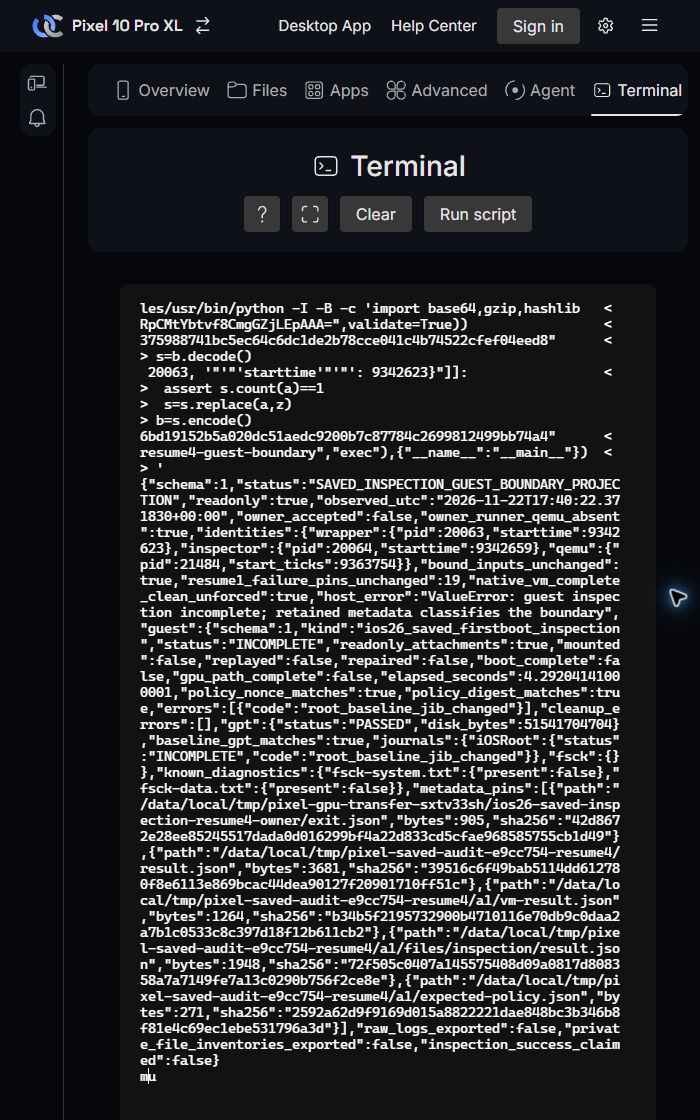 Pixel 10 Pro XL
Desktop App
Help Center
Sign in
Overview
Files
Apps
Advanced
Agent
Terminal
Terminal
?
Clear
Run script
les/usr/bin/python -I -B -c 'import base64,gzip,hashlib <
RpCMtYbtvf8CmgGZjLEpAAA=",validate=True)) <
375988741bc5ec64c6dc1de2b78cce041c4b74522cfef04eed8" <
> s=b.decode()
20063, '"'"'starttime'"'"': 9342623}"]]: <
>  assert s.count(a)==1
>  s=s.replace(a,z)
> b=s.encode()
6bd19152b5a020dc51aedc9200b7c87784c2699812499bb74a4" <
resume4-guest-boundary","exec"),{"__name__":"__main__"}) <
> '
{"schema":1,"status":"SAVED_INSPECTION_GUEST_BOUNDARY_PROJEC
TION","readonly":true,"observed_utc":"2026-11-22T17:40:22.37
1830+00:00","owner_accepted":false,"owner_runner_qemu_absent
":true,"identities":{"wrapper":{"pid":20063,"starttime":9342
623},"inspector":{"pid":20064,"starttime":9342659},"qemu":{"
pid":21484,"start_ticks":9363754}},"bound_inputs_unchanged":
true,"resume1_failure_pins_unchanged":19,"native_vm_complete
_clean_unforced":true,"host_error":"ValueError: guest inspec
tion incomplete; retained metadata classifies the boundary",
"guest":{"schema":1,"kind":"ios26_saved_firstboot_inspection
","status":"INCOMPLETE","readonly_attachments":true,"mounted
":false,"replayed":false,"repaired":false,"boot_complete":fa
lse,"gpu_path_complete":false,"elapsed_seconds":4.2920414100
0001,"policy_nonce_matches":true,"policy_digest_matches":tru
e,"errors":[{"code":"root_baseline_jib_changed"}],"cleanup_e
rrors":[],"gpt":{"status":"PASSED","disk_bytes":51541704704}
,"baseline_gpt_matches":true,"journals":{"iOSRoot":{"status"
:"INCOMPLETE","code":"root_baseline_jib_changed"}},"fsck":{}
},"known_diagnostics":{"fsck-system.txt":{"present":false},"
fsck-data.txt":{"present":false}},"metadata_pins":[{"path":"
/data/local/tmp/pixel-gpu-transfer-sxtv33sh/ios26-saved-insp
ection-resume4-owner/exit.json","bytes":905,"sha256":"42d867
2e28ee85245517dada0d016299bf4a22d833cd5cfae968585755cb1d49"}
,{"path":"/data/local/tmp/pixel-saved-audit-e9cc754-resume4/
result.json","bytes":3681,"sha256":"39516c6f49bab5114dd61278
0f8e6113e869bcac44dea90127f20901710ff51c"},{"path":"/data/lo
cal/tmp/pixel-saved-audit-e9cc754-resume4/a1/vm-result.json"
,"bytes":1264,"sha256":"b34b5f2195732900b4710116e70db9c0daa2
a7b1c0533c8c397d18f12b611cb2"},{"path":"/data/local/tmp/pixe
l-saved-audit-e9cc754-resume4/a1/files/inspection/result.jso
n","bytes":1948,"sha256":"72f505c0407a145575408d09a0817d8083
58a7a7149fe7a13c0290b756f2ce8e"},{"path":"/data/local/tmp/pi
xel-saved-audit-e9cc754-resume4/a1/expected-policy.json","by
tes":271,"sha256":"2592a62d9f9169d015a8822221dae848bc3b346b8
f81e4c69ec1ebe531796a3d"}],"raw_logs_exported":false,"privat
e_file_inventories_exported":false,"inspection_success_claim
ed":false}
mu